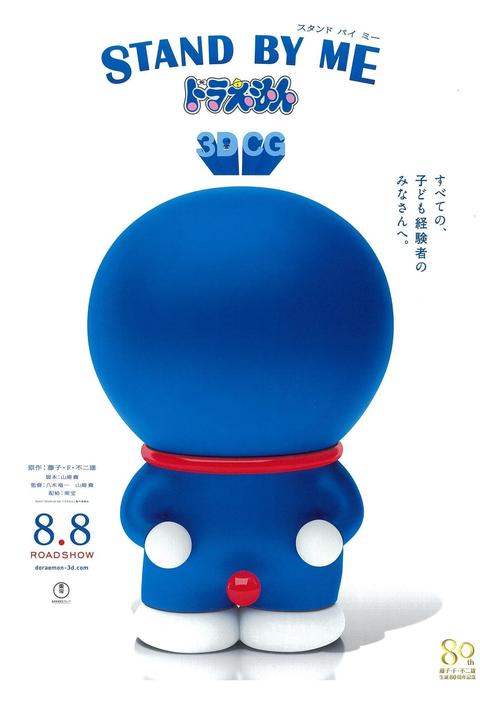 スタンド バイ ミー
STAND BY ME
ドラえもん
3D CG
すべての、
子ども経験者の
みなさんへ。
原作：藤子・F・不二雄
脚本：山崎貴
監督：八木竜一 山崎貴
配給：東宝
8.8
ROADSHOW
doraemon-3d.com
80th
藤子・F・不二雄
生誕80周年記念